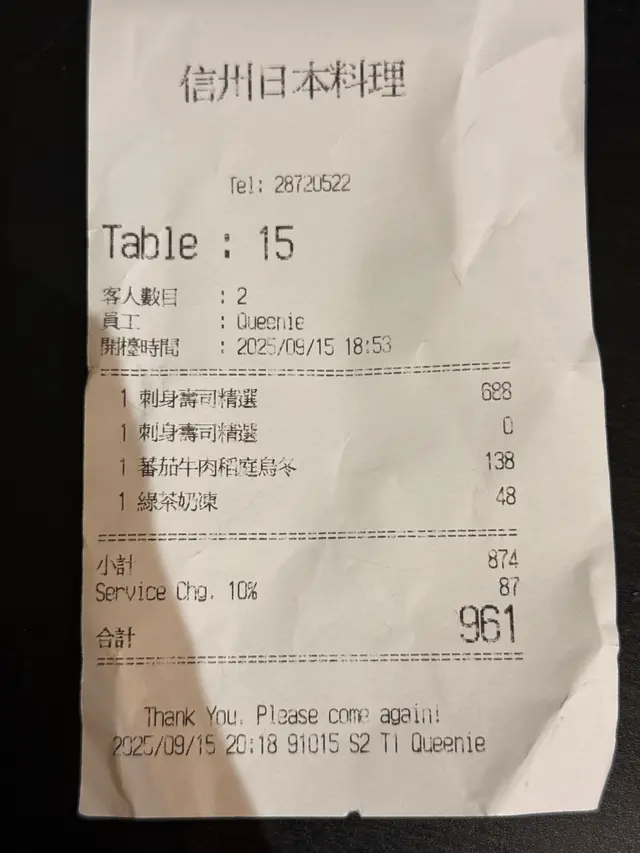 信州日本料理
Tel: 28720522
Table : 15
客人數目 : 2
員工 : Queenie
開檯時間 : 2025/09/15 18:53
1 刺身壽司精選 688
1 刺身壽司精選 0
1 蕃茄牛肉稻庭烏冬 138
1 綠茶奶凍 48
小計 874
Service Chg. 10% 87
合計 961
Thank You, Please come again!
2025/09/15 20:18 91015 S2 T1 Queenie